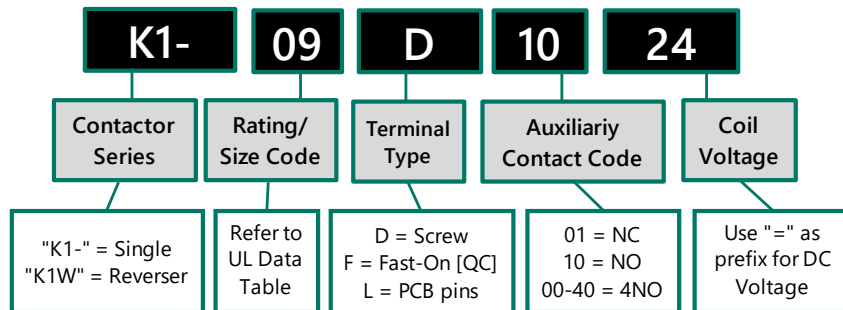 K1- 09 D 10 24
Contactor
Series
Rating/
Size Code
Terminal
Type
Auxiliariy
Contact Code
Coil
Voltage
"K1-" = Single
"K1W" = Reverser
Refer to
UL Data
Table
D = Screw
F = Fast-On [QC]
L = PCB pins
01 = NC
10 = NO
00-40 = 4NO
Use "=" as
prefix for DC
Voltage